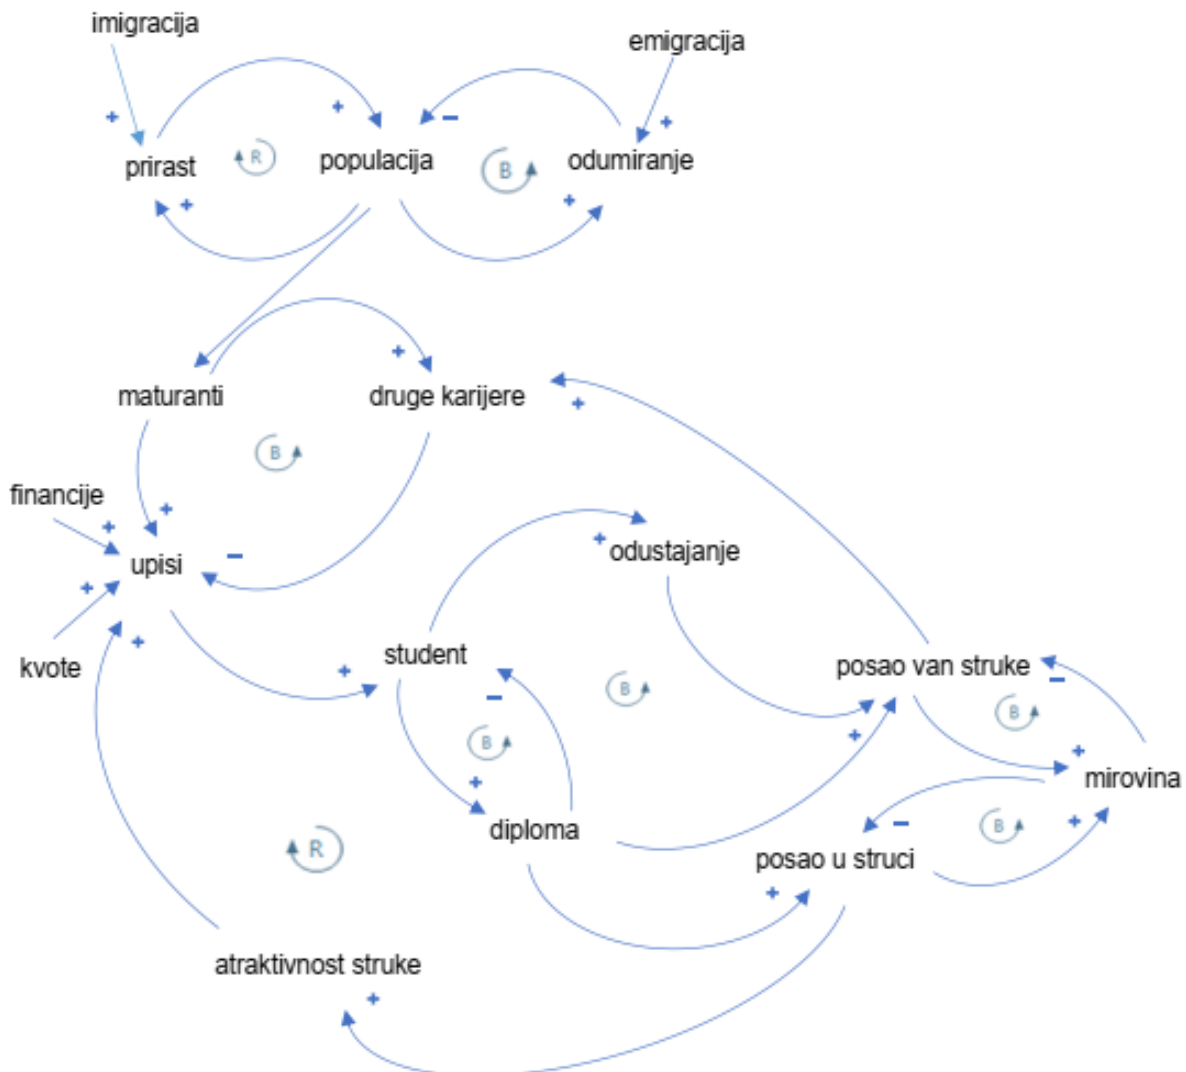 imigracija
emigracija
+
+
−
+
prirast
R
populacija
B
odumiranje
+
+
+
maturanti
druge karijere
+
B
financije
+
+
−
upisi
+
+
kvote
+
odustajanje
student
+
−
B
B
+
diploma
posao van struke
−
B
+
+
mirovina
−
B
+
posao u struci
+
R
atraktivnost struke
+